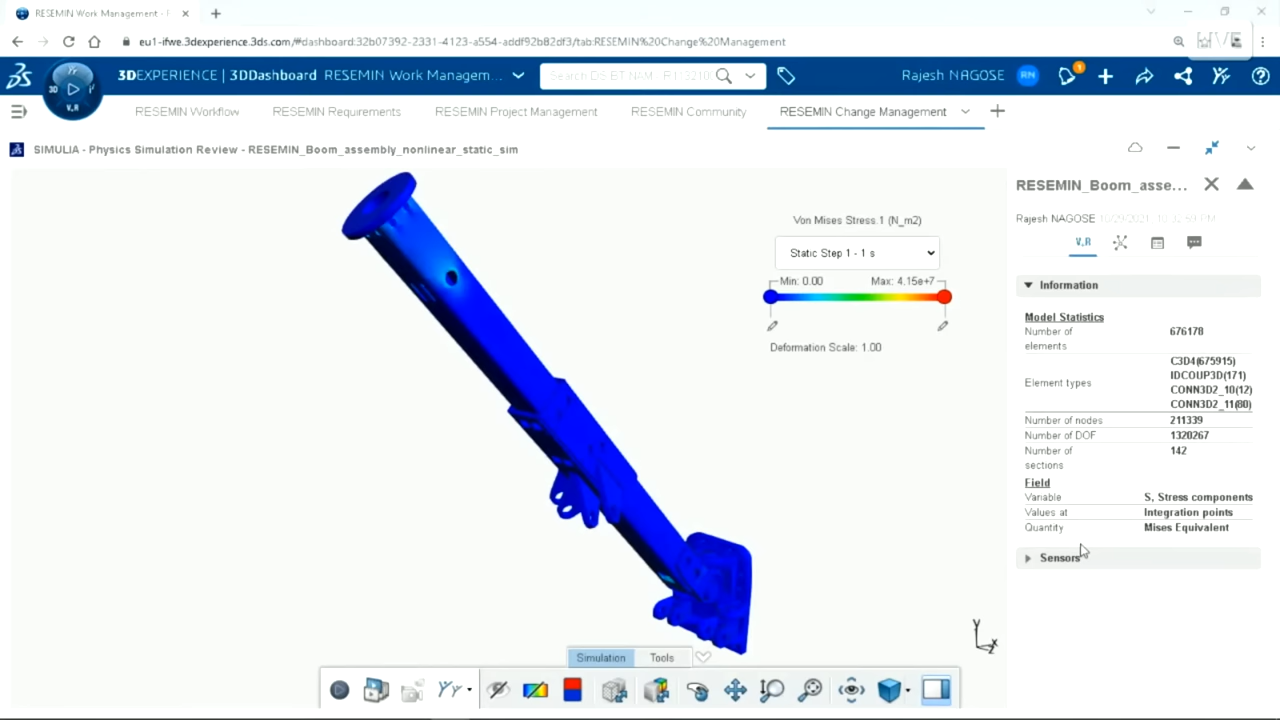 RESEMIN Work Management -
eu1-ifwe.3dexperience.3ds.com/#dashboard:32b07392-2331-4123-a554-addf92b82df3/tab:RESEMIN%20Change%20Management
3DEXPERIENCE | 3DDashboard RESEMIN Work Managem...
Search
Rajesh NAGOSE RN 1
3D V.R
RESEMIN Workflow RESEMIN Requirements RESEMIN Project Management RESEMIN Community RESEMIN Change Management
SIMULIA - Physics Simulation Review - RESEMIN_Boom_assembly_nonlinear_static_sim
Von Mises Stress.1 (N_m2)
Static Step 1 - 1 s
Min: 0.00 Max: 4.15e+7
Deformation Scale: 1.00
Y
X
Z
RESEMIN_Boom_asse...
Rajesh NAGOSE
V,R
Information
Model Statistics
Number of elements 676178
Element types C3D4(675915)
IDCOUP3D(171)
CONN3D2_10(12)
CONN3D2_11(80)
Number of nodes 211339
Number of DOF 1320267
Number of sections 142
Field
Variable S, Stress components
Values at Integration points
Quantity Mises Equivalent
Sensors
Simulation Tools